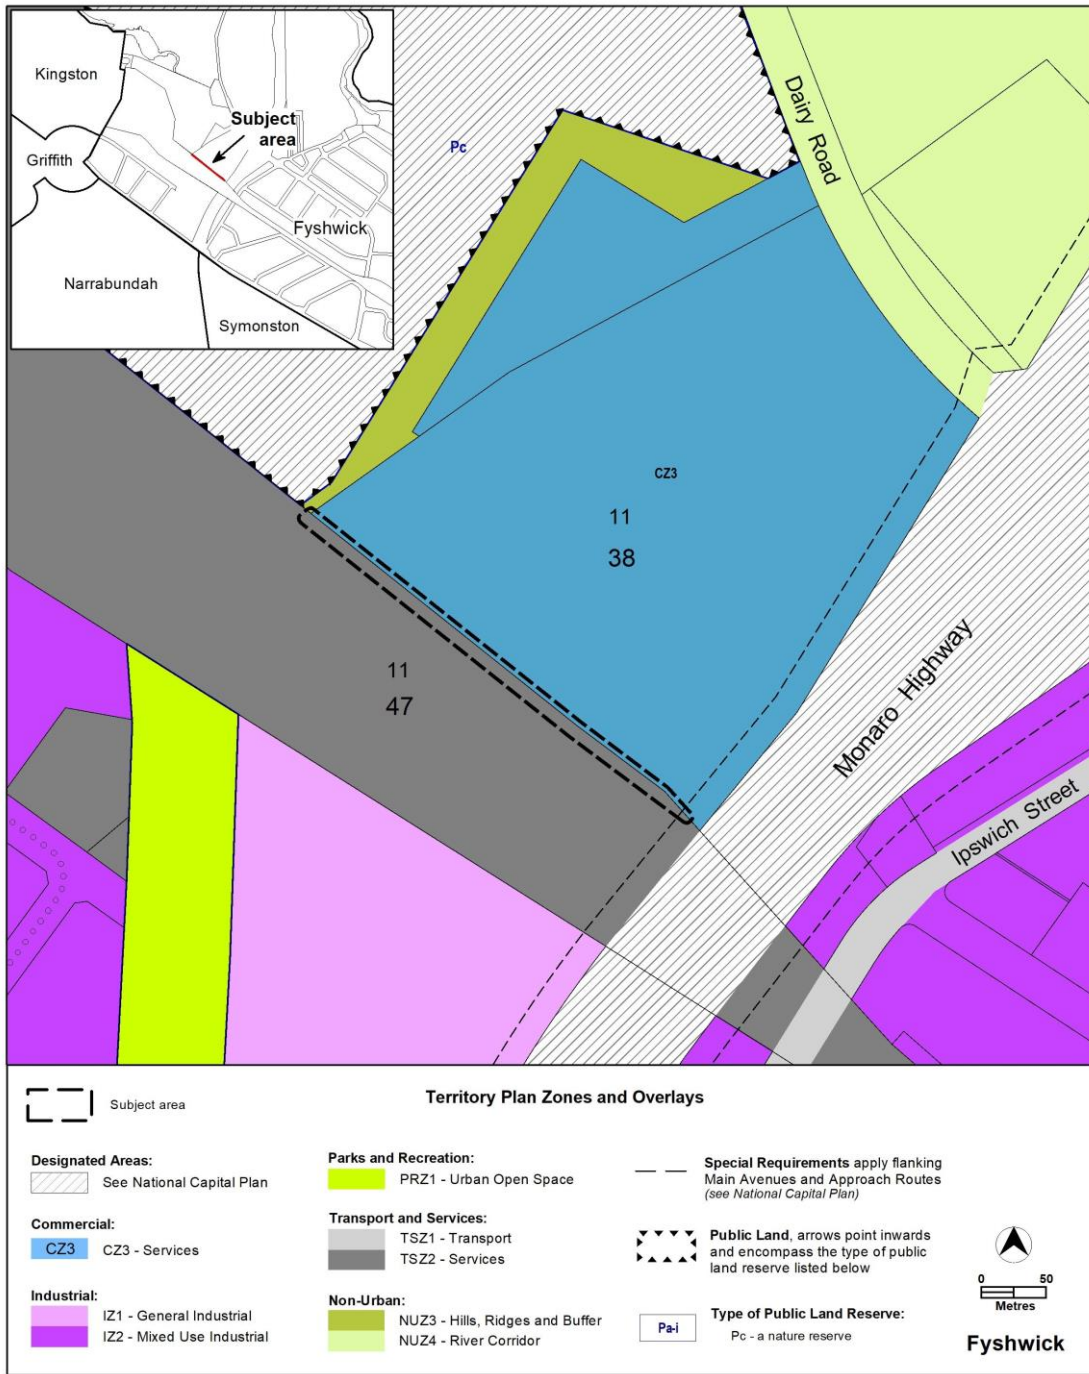 Kingston
Griffith
Narrabundah
Symonston
Fyshwick
Subject
area
Pc
Dairy Road
CZ3
11
38
11
47
Monaro Highway
Ipswich Street
Subject area
Territory Plan Zones and Overlays
Designated Areas:
See National Capital Plan
Commercial:
CZ3
CZ3 - Services
Industrial:
IZ1 - General Industrial
IZ2 - Mixed Use Industrial
Parks and Recreation:
PRZ1 - Urban Open Space
Transport and Services:
TSZ1 - Transport
TSZ2 - Services
Non-Urban:
NUZ3 - Hills, Ridges and Buffer
NUZ4 - River Corridor
Special Requirements apply flanking
Main Avenues and Approach Routes
(see National Capital Plan)
Public Land, arrows point inwards
and encompass the type of public
land reserve listed below
Pa-i
Type of Public Land Reserve:
Pc - a nature reserve
0 50
Metres
Fyshwick